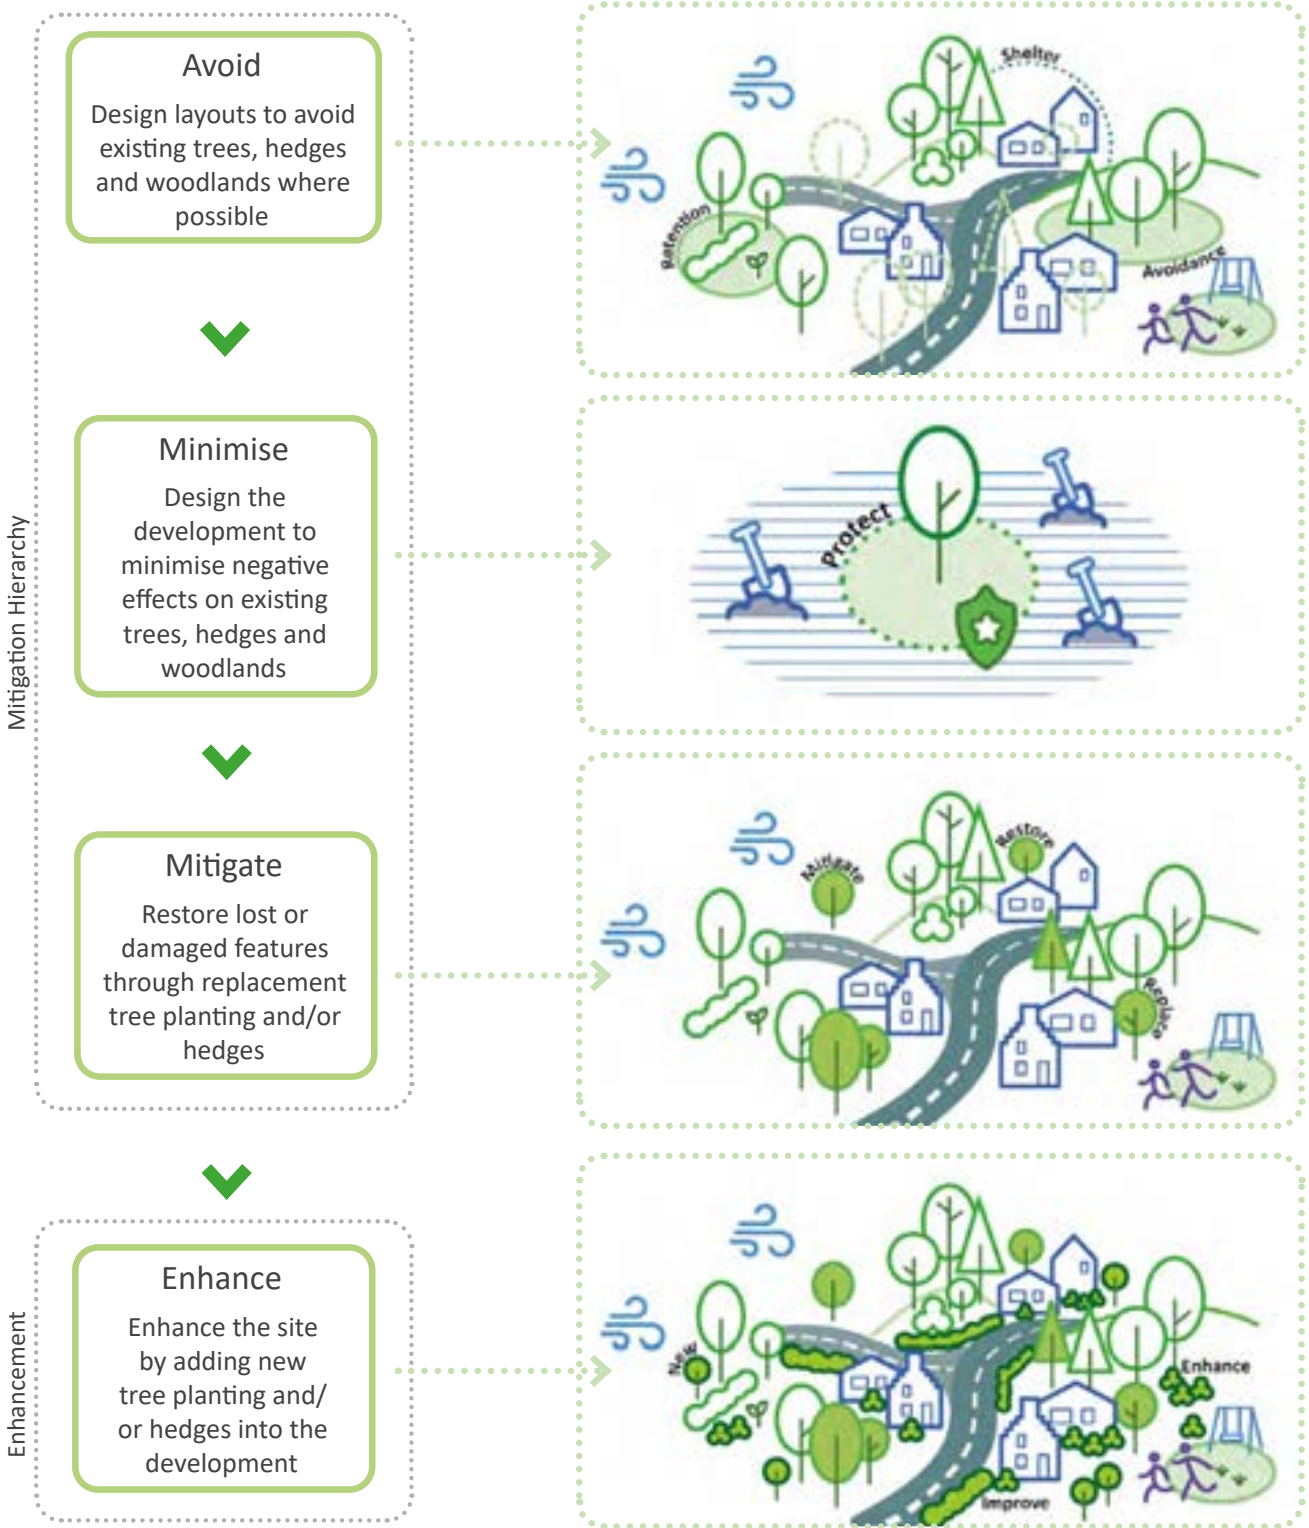 Mitigation Hierarchy
Avoid
Design layouts to avoid
existing trees, hedges
and woodlands where
possible
Shelter
Retention
Avoidance
Minimise
Design the
development to
minimise negative
effects on existing
trees, hedges and
woodlands
Protect
Mitigate
Restore lost or
damaged features
through replacement
tree planting and/or
hedges
Mitigate
Restore
Replace
Enhancement
Enhance
Enhance the site
by adding new
tree planting and/
or hedges into the
development
New
Enhance
Improve